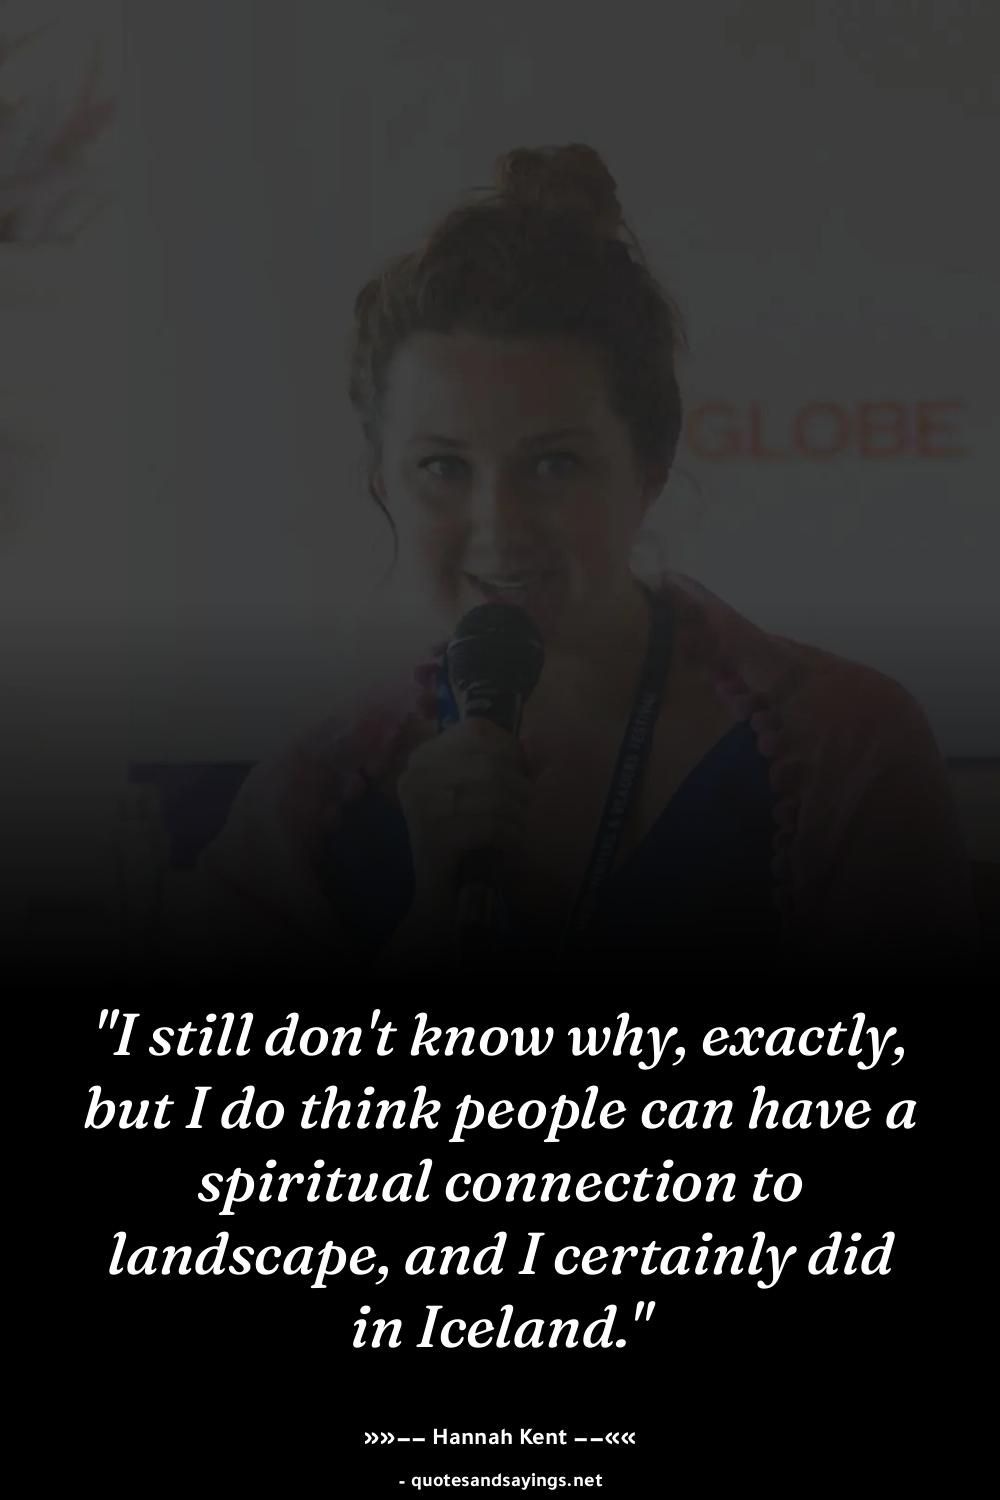 GLOBE
"I still don't know why, exactly,
but I do think people can have a
spiritual connection to
landscape, and I certainly did
in Iceland."
»»−− Hannah Kent −−««
- quotesandsayings.net